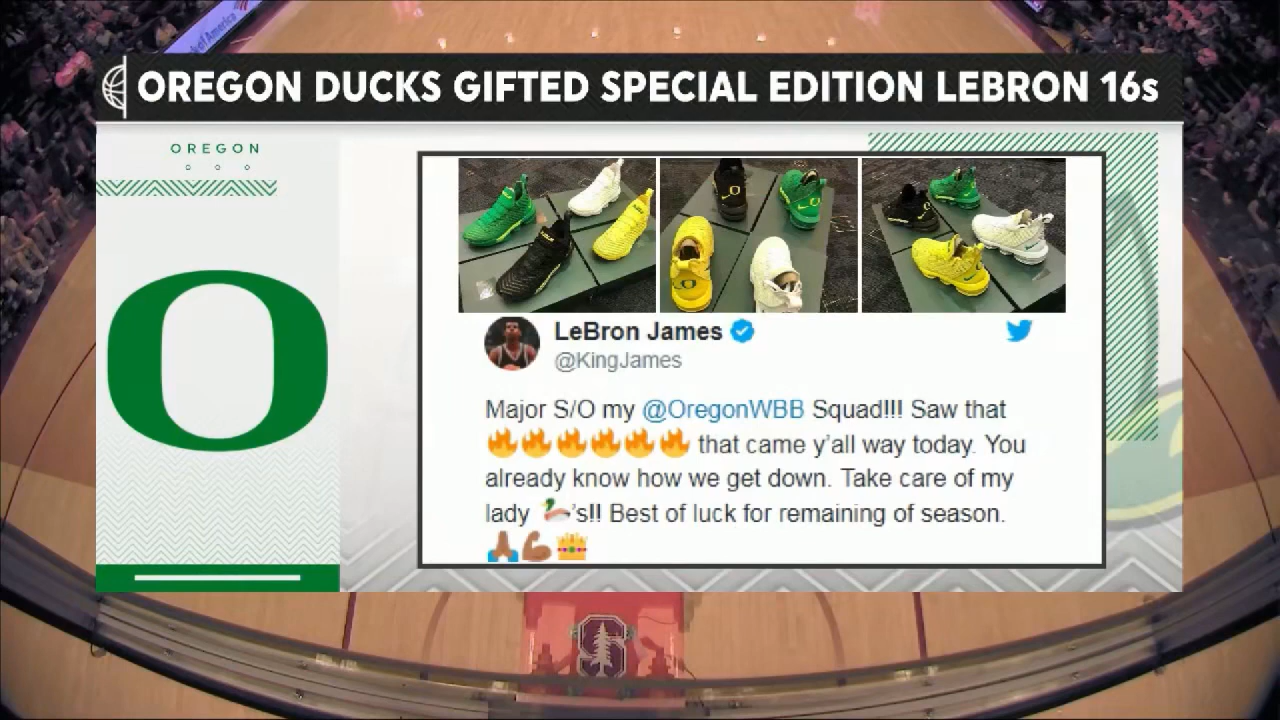 of America
OREGON DUCKS GIFTED SPECIAL EDITION LEBRON 16s
OREGON
O
LeBron James
@KingJames
Major S/O my @OregonWBB Squad!!! Saw that
🔥🔥🔥🔥🔥🔥 that came y'all way today. You
already know how we get down. Take care of my
lady 🦆's!! Best of luck for remaining of season.
🙏🏾💪🏾👑
S